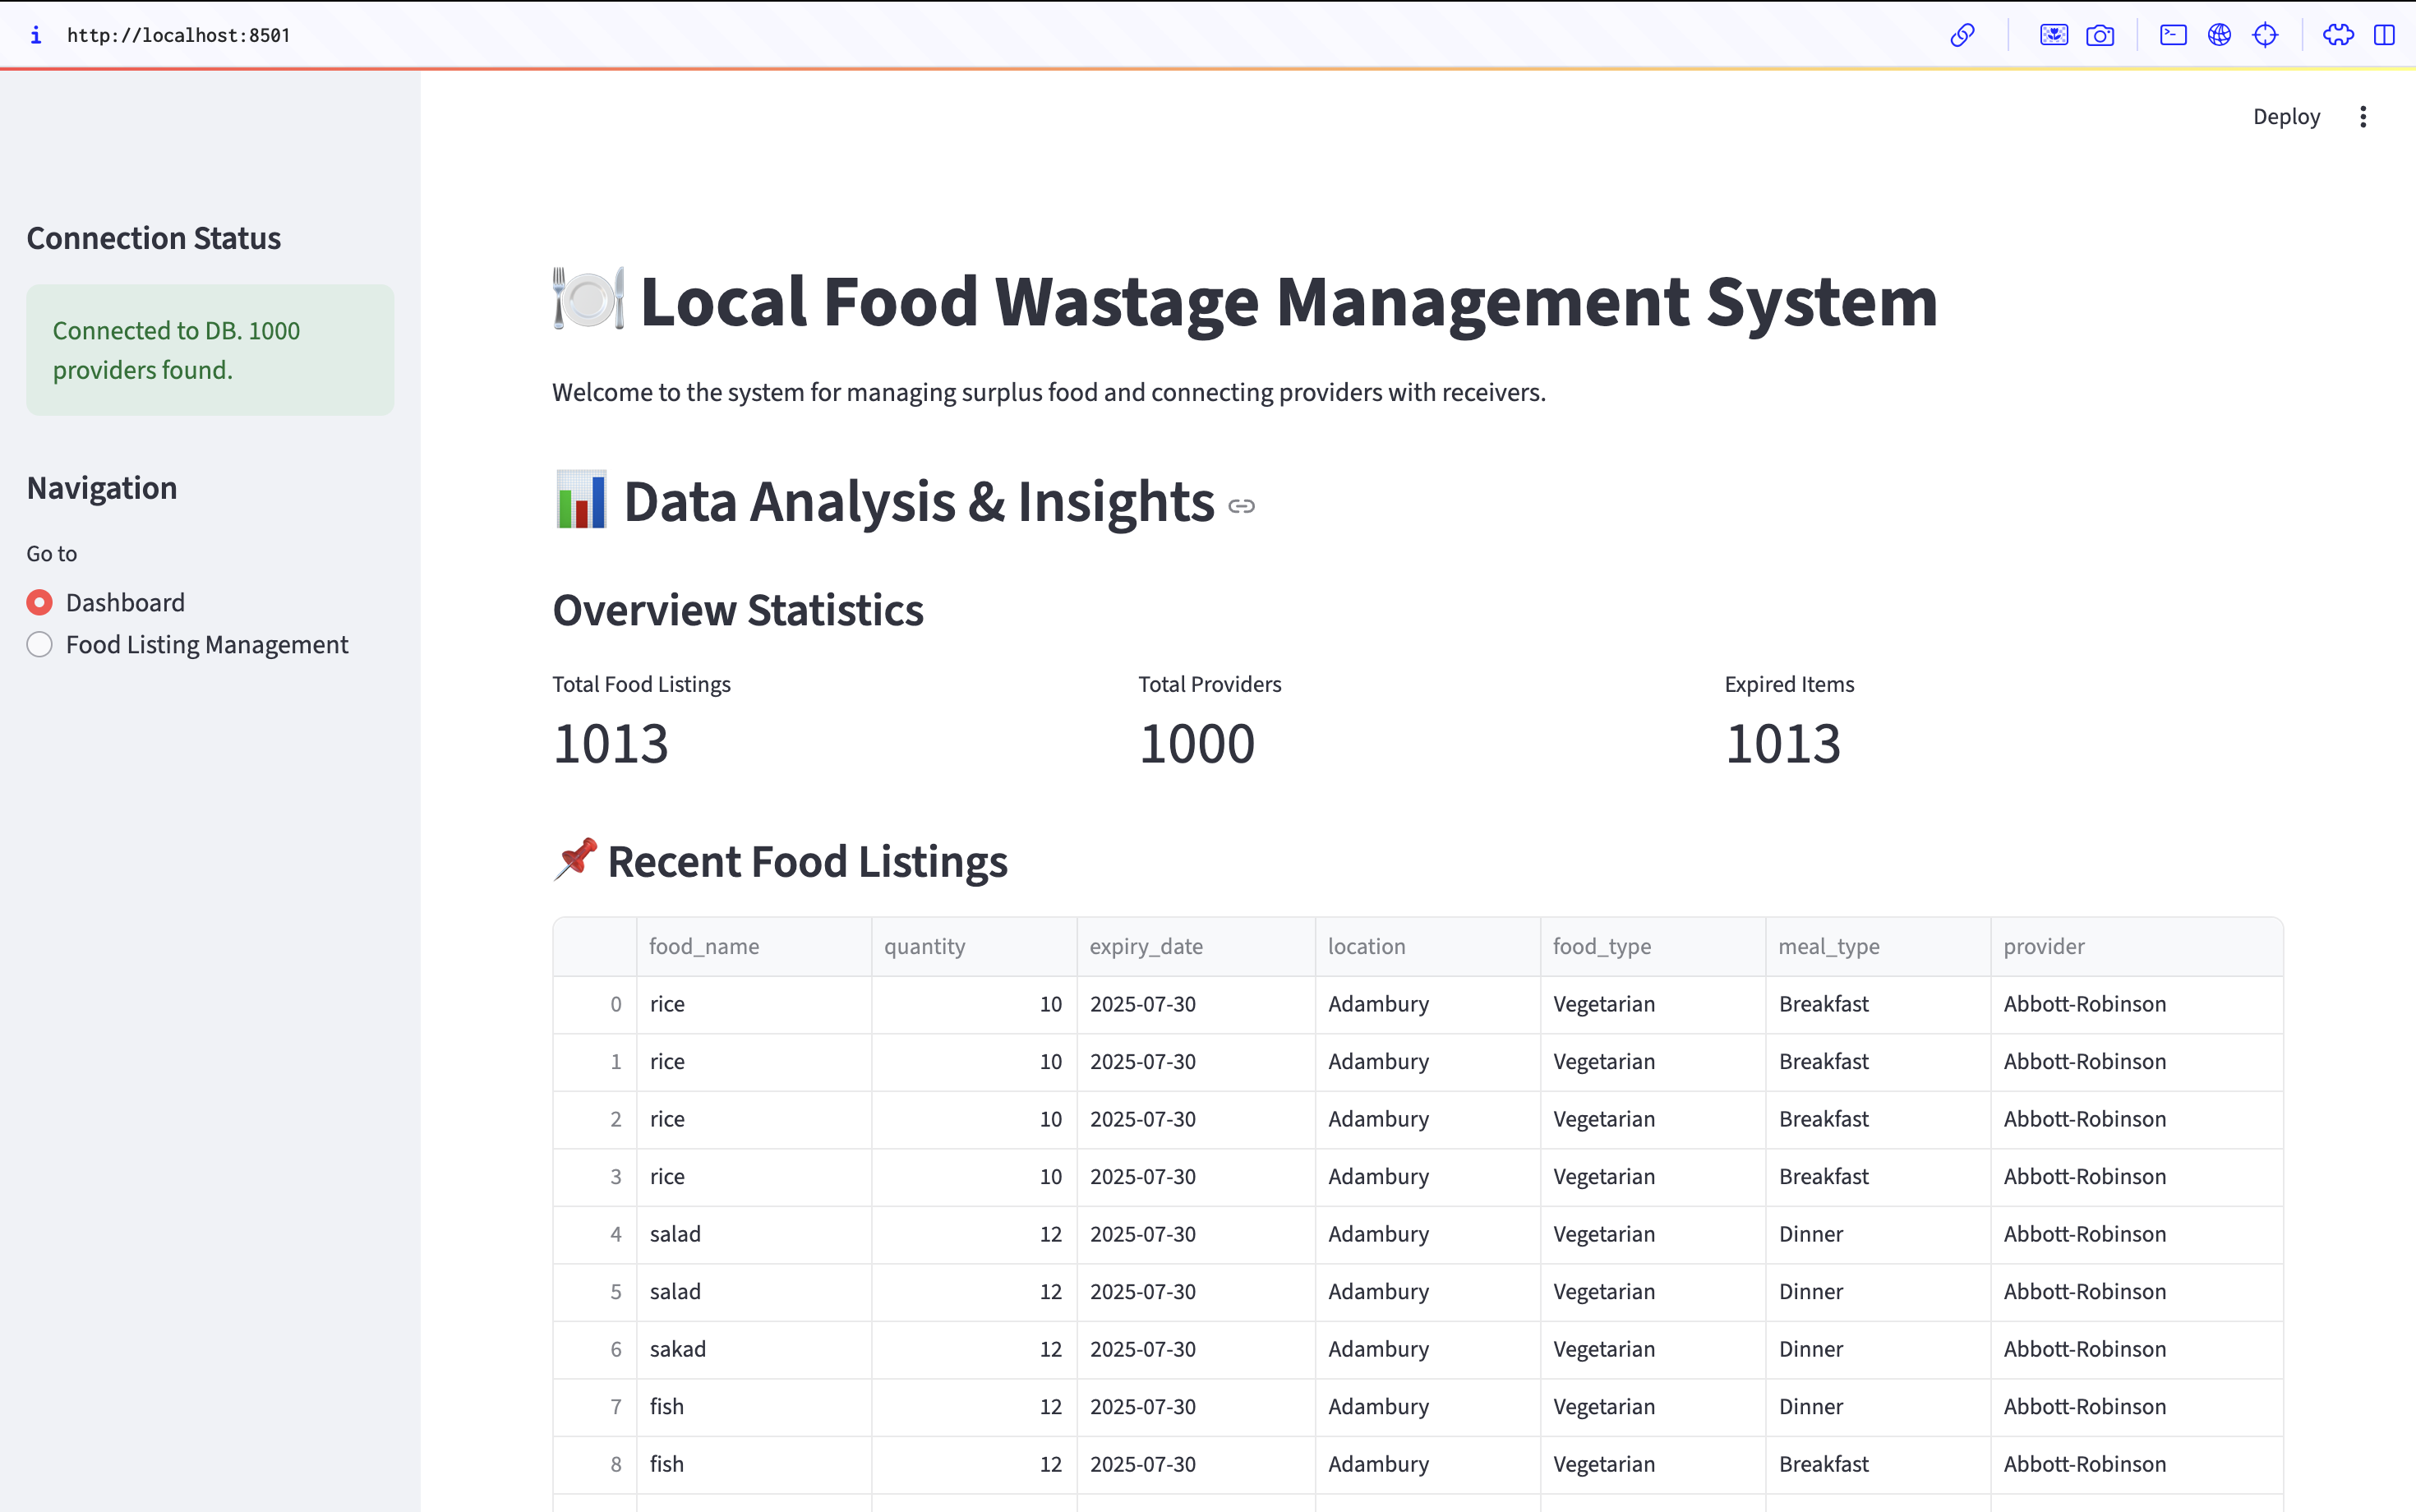 i http://localhost:8501
Deploy
Connection Status
Connected to DB. 1000
providers found.
Navigation
Go to
Dashboard
Food Listing Management
Local Food Wastage Management System
Welcome to the system for managing surplus food and connecting providers with receivers.
Data Analysis & Insights
Overview Statistics
Total Food Listings Total Providers Expired Items
1013 1000 1013
Recent Food Listings
food_name quantity expiry_date location food_type meal_type provider
0 rice 10 2025-07-30 Adambury Vegetarian Breakfast Abbott-Robinson
1 rice 10 2025-07-30 Adambury Vegetarian Breakfast Abbott-Robinson
2 rice 10 2025-07-30 Adambury Vegetarian Breakfast Abbott-Robinson
3 rice 10 2025-07-30 Adambury Vegetarian Breakfast Abbott-Robinson
4 salad 12 2025-07-30 Adambury Vegetarian Dinner Abbott-Robinson
5 salad 12 2025-07-30 Adambury Vegetarian Dinner Abbott-Robinson
6 sakad 12 2025-07-30 Adambury Vegetarian Dinner Abbott-Robinson
7 fish 12 2025-07-30 Adambury Vegetarian Dinner Abbott-Robinson
8 fish 12 2025-07-30 Adambury Vegetarian Breakfast Abbott-Robinson